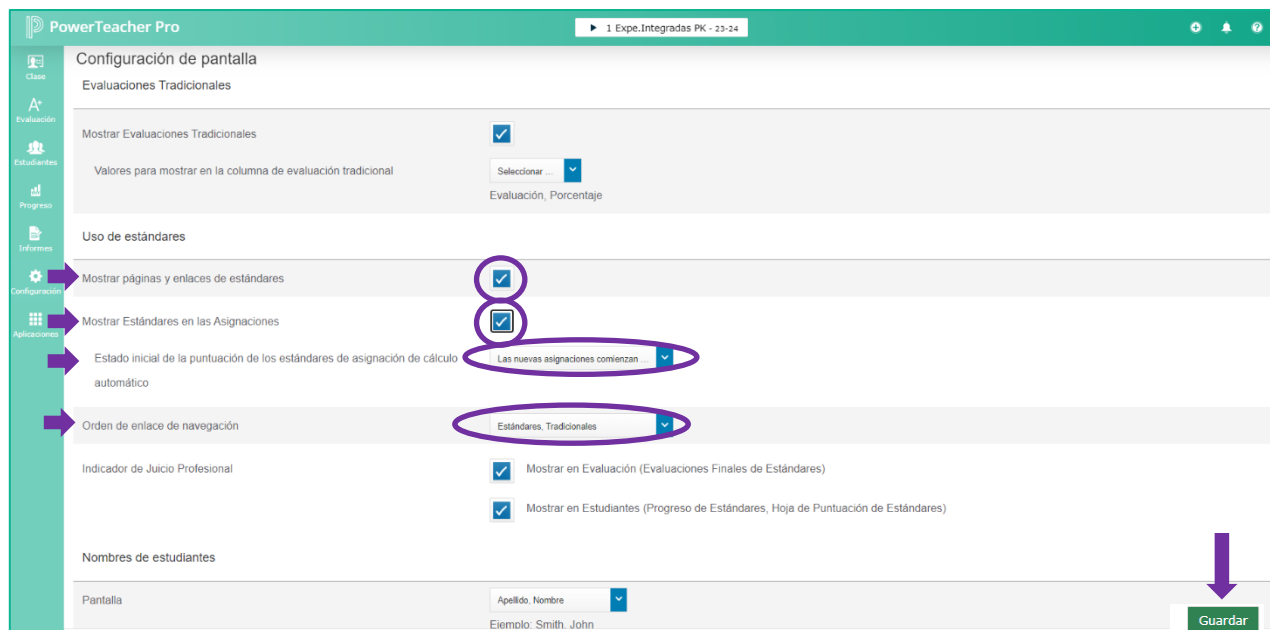 PowerTeacher Pro
1 Expe.Integradas PK - 23-24
Clase
Evaluación
Estudiantes
Progreso
Informes
Configuración
Aplicaciones
Configuración de pantalla
Evaluaciones Tradicionales
Mostrar Evaluaciones Tradicionales
Valores para mostrar en la columna de evaluación tradicional
Seleccionar ...
Evaluación, Porcentaje
Uso de estándares
Mostrar páginas y enlaces de estándares
Mostrar Estándares en las Asignaciones
Estado inicial de la puntuación de los estándares de asignación de cálculo
automático
Las nuevas asignaciones comienzan ...
Orden de enlace de navegación
Estándares, Tradicionales
Indicador de Juicio Profesional
Mostrar en Evaluación (Evaluaciones Finales de Estándares)
Mostrar en Estudiantes (Progreso de Estándares, Hoja de Puntuación de Estándares)
Nombres de estudiantes
Pantalla
Apellido, Nombre
Ejemplo: Smith, John
Guardar